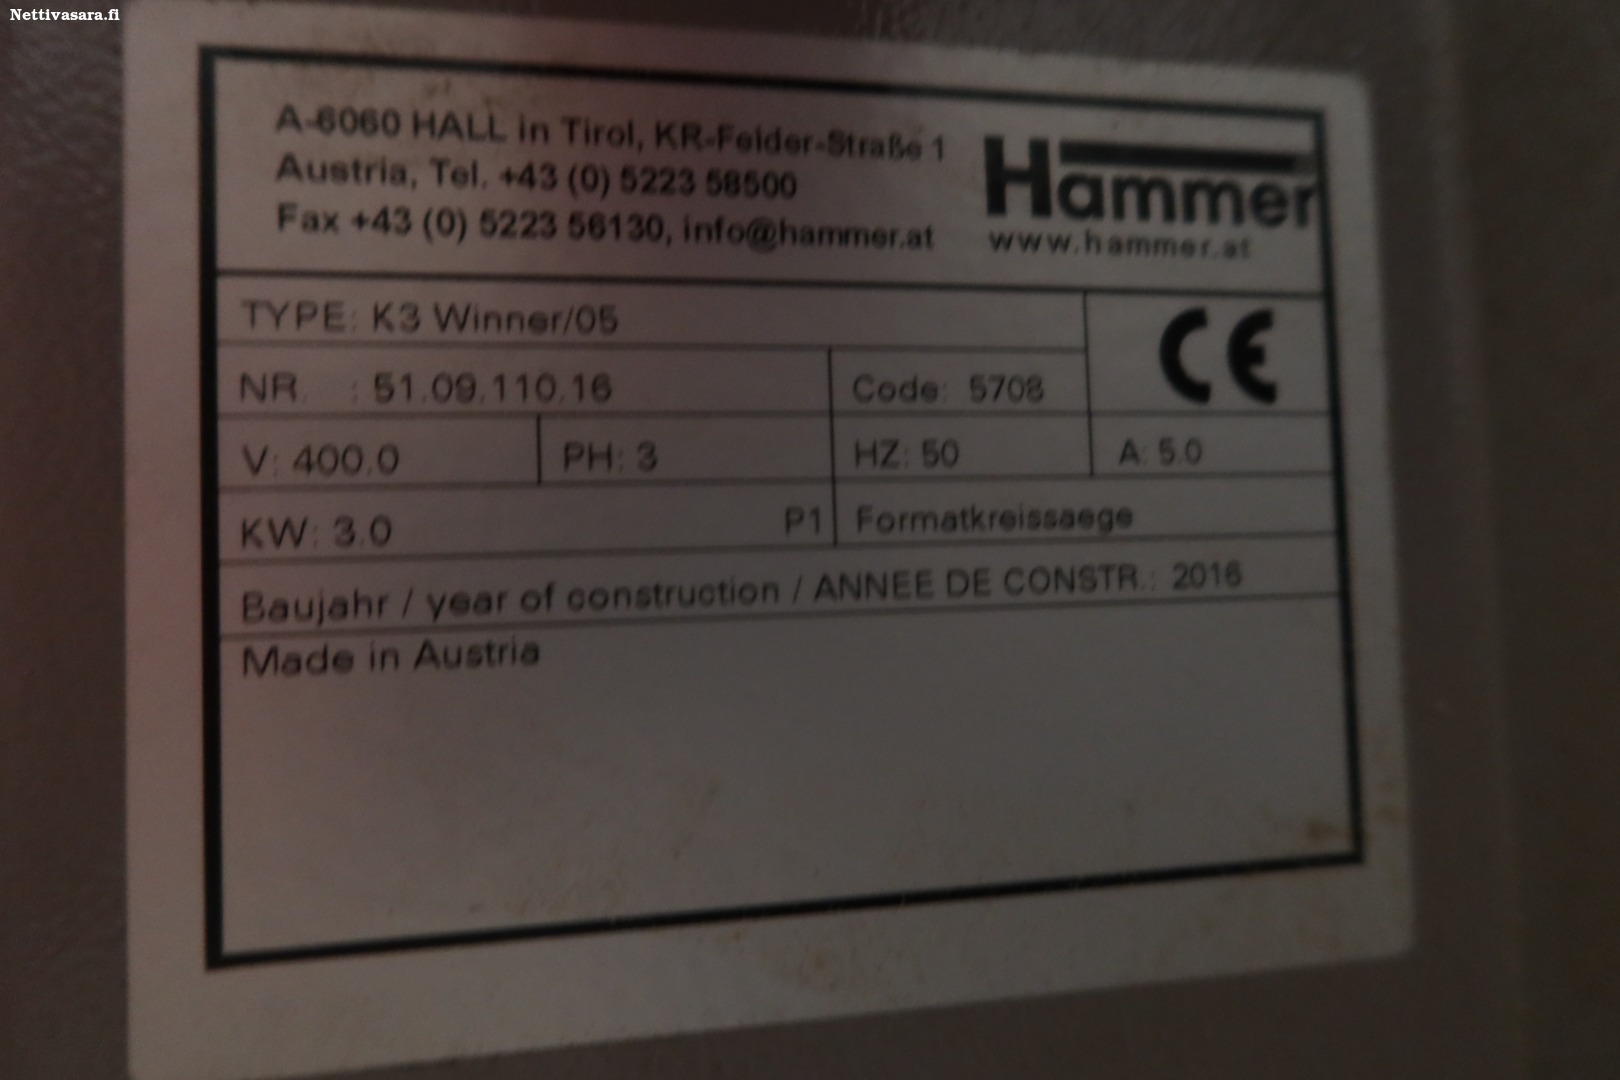 Nettivasara.fi
A-6060 HALL in Tirol, KR-Felder-Straße 1
Austria, Tel. +43 (0) 5223 58500
Fax +43 (0) 5223 56130, info@hammer.at
Hammer
www.hammer.at
TYPE: K3 Winner/05
CE
NR. : 51.09.110.16 Code: 5708
V: 400.0 PH: 3 HZ: 50 A: 5.0
KW: 3.0 P1 Formatkreissaege
Baujahr / year of construction / ANNEE DE CONSTR.: 2016
Made in Austria